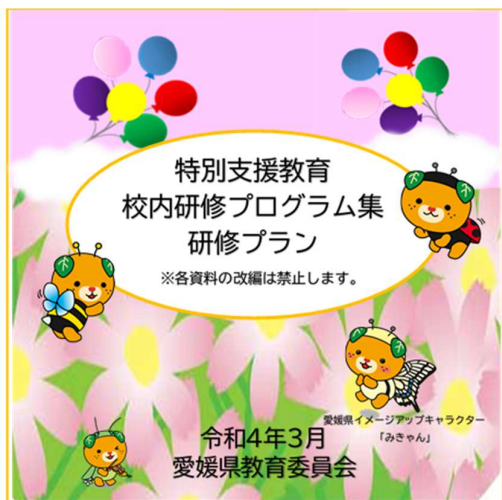 特別支援教育
校内研修プログラム集
研修プラン
※各資料の改編は禁止します。
愛媛県イメージアップキャラクター
「みきゃん」
令和4年3月
愛媛県教育委員会